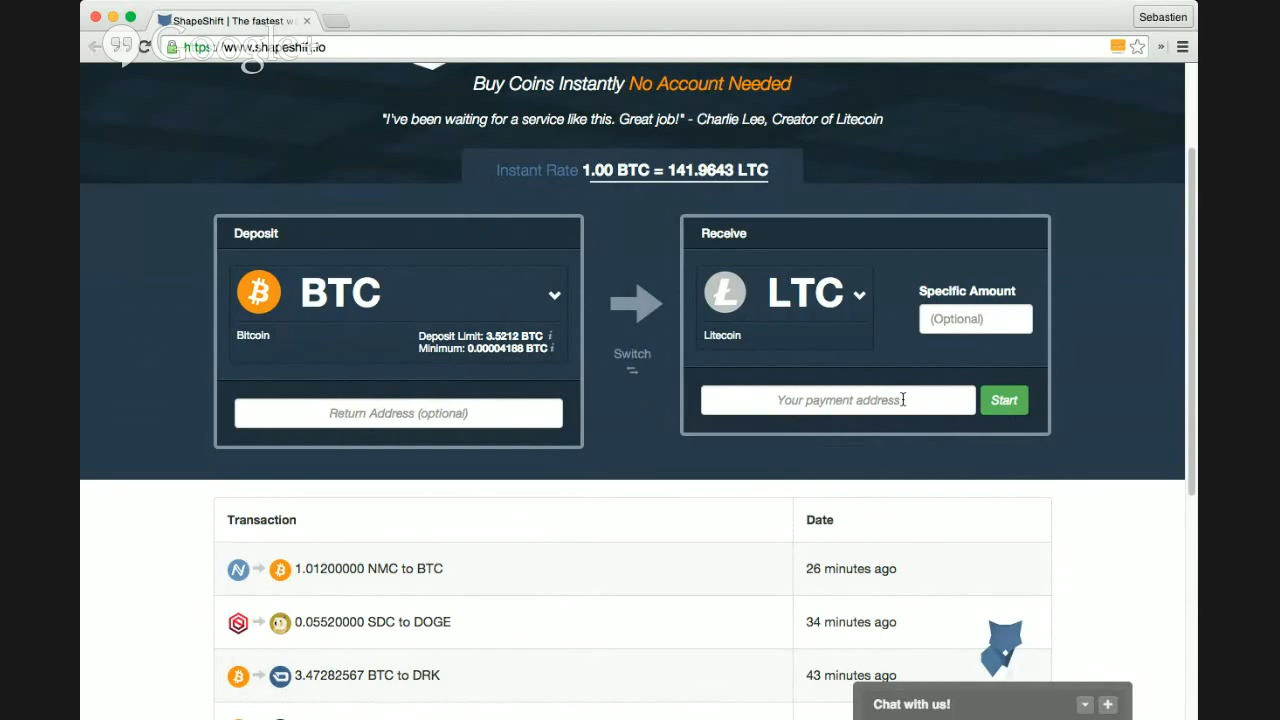 ShapeShift | The fastest w
Sebastien
Google+
https://www.shapeshift.io
Buy Coins Instantly No Account Needed
"I've been waiting for a service like this. Great job!" - Charlie Lee, Creator of Litecoin
Instant Rate 1.00 BTC = 141.9643 LTC
Deposit
BTC
Bitcoin
Deposit Limit: 3.5212 BTC i
Minimum: 0.00004188 BTC i
Return Address (optional)
Switch
Receive
LTC
Litecoin
Specific Amount
(Optional)
Your payment address
Start
Transaction Date
1.01200000 NMC to BTC 26 minutes ago
0.05520000 SDC to DOGE 34 minutes ago
3.47282567 BTC to DRK 43 minutes ago
Chat with us!